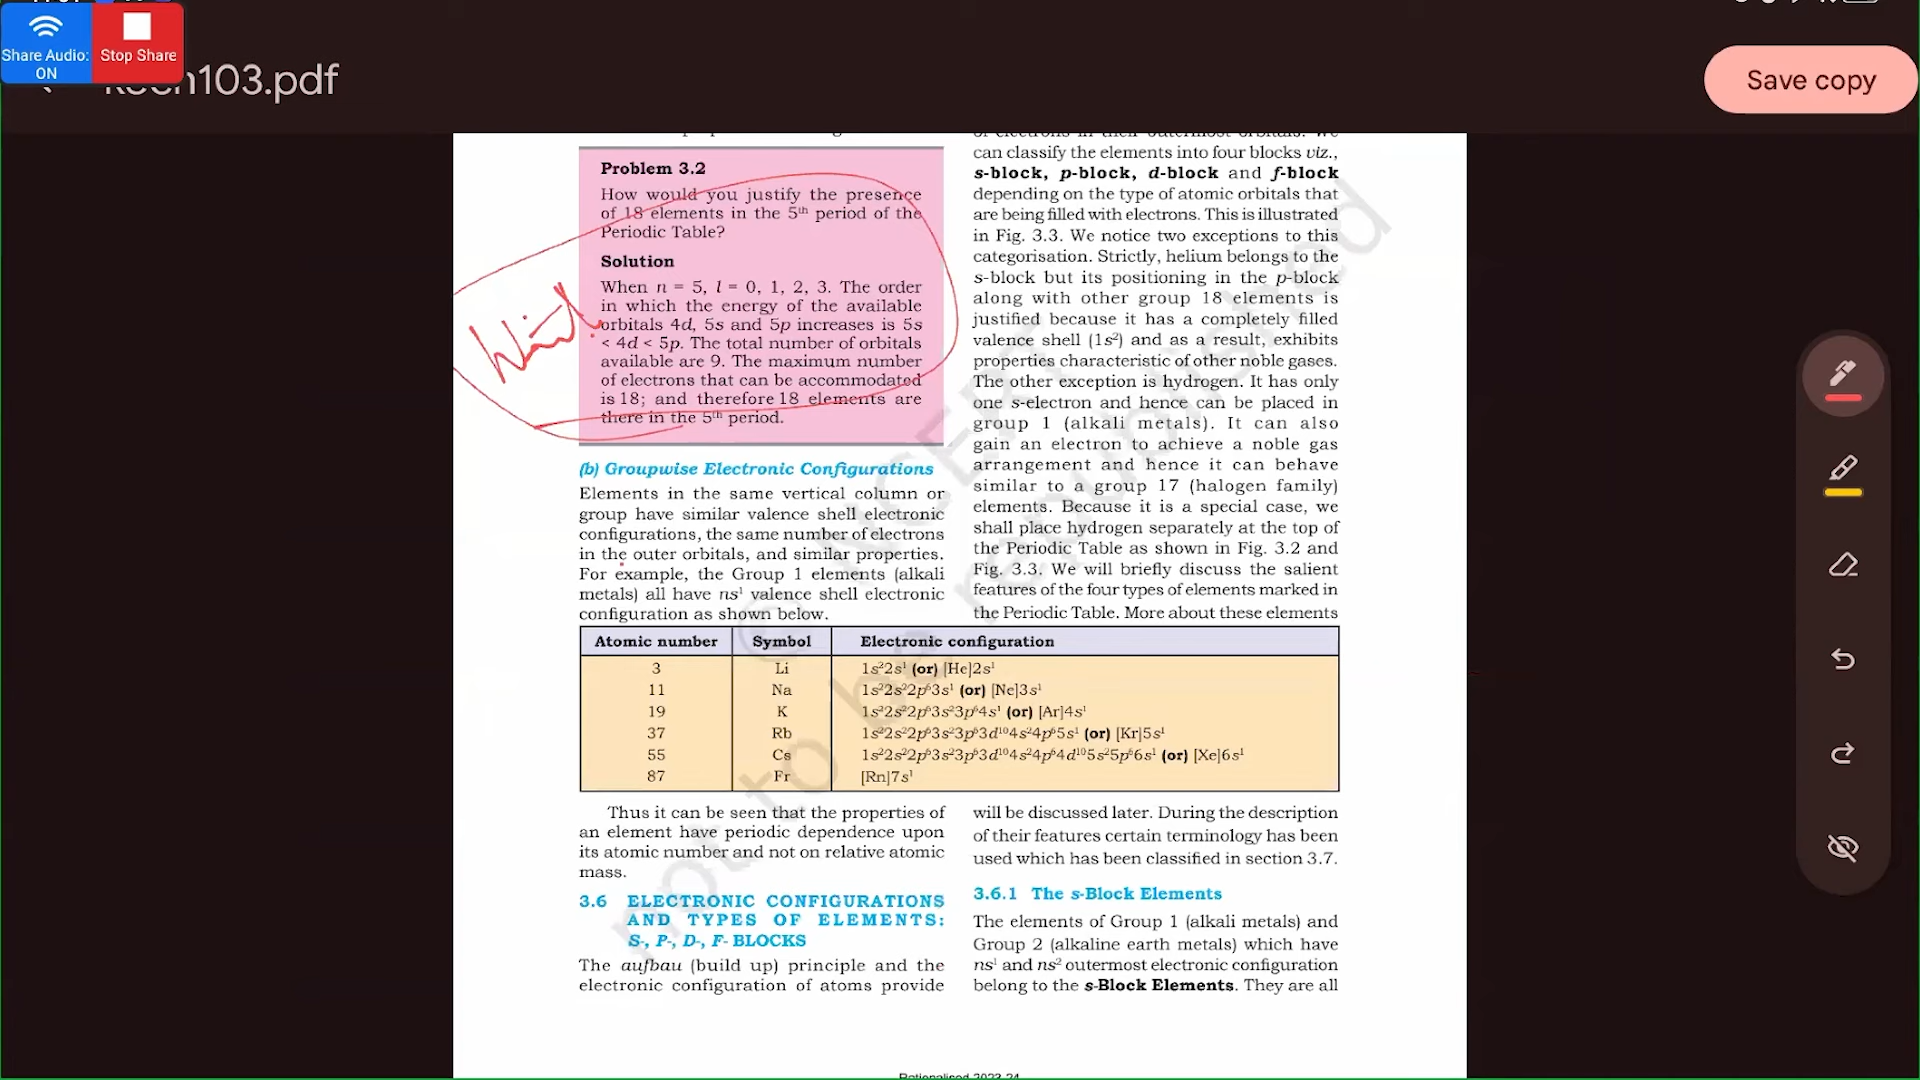 Share Audio:
ON
Stop Share
103.pdf
Save copy
Problem 3.2
How would you justify the presence
of 18 elements in the 5th period of the
Periodic Table?
Solution
When n = 5, l = 0, 1, 2, 3. The order
in which the energy of the available
orbitals 4d, 5s and 5p increases is 5s
< 4d < 5p. The total number of orbitals
available are 9. The maximum number
of electrons that can be accommodated
is 18; and therefore 18 elements are
there in the 5th period.
(b) Groupwise Electronic Configurations
Elements in the same vertical column or
group have similar valence shell electronic
configurations, the same number of electrons
in the outer orbitals, and similar properties.
For example, the Group 1 elements (alkali
metals) all have ns¹ valence shell electronic
configuration as shown below.
of electrons in their outermost orbitals. We
can classify the elements into four blocks viz.,
s-block, p-block, d-block and f-block
depending on the type of atomic orbitals that
are being filled with electrons. This is illustrated
in Fig. 3.3. We notice two exceptions to this
categorisation. Strictly, helium belongs to the
s-block but its positioning in the p-block
along with other group 18 elements is
justified because it has a completely filled
valence shell (1s²) and as a result, exhibits
properties characteristic of other noble gases.
The other exception is hydrogen. It has only
one s-electron and hence can be placed in
group 1 (alkali metals). It can also
gain an electron to achieve a noble gas
arrangement and hence it can behave
similar to a group 17 (halogen family)
elements. Because it is a special case, we
shall place hydrogen separately at the top of
the Periodic Table as shown in Fig. 3.2 and
Fig. 3.3. We will briefly discuss the salient
features of the four types of elements marked in
the Periodic Table. More about these elements
Atomic number Symbol Electronic configuration
3 Li 1s²2s¹ (or) [He]2s¹
11 Na 1s²2s²2p⁶3s¹ (or) [Ne]3s¹
19 K 1s²2s²2p⁶3s²3p⁶4s¹ (or) [Ar]4s¹
37 Rb 1s²2s²2p⁶3s²3p⁶3d¹⁰4s²4p⁶5s¹ (or) [Kr]5s¹
55 Cs 1s²2s²2p⁶3s²3p⁶3d¹⁰4s²4p⁶4d¹⁰5s²5p⁶6s¹ (or) [Xe]6s¹
87 Fr [Rn]7s¹
Thus it can be seen that the properties of
an element have periodic dependence upon
its atomic number and not on relative atomic
mass.
3.6 ELECTRONIC CONFIGURATIONS
AND TYPES OF ELEMENTS:
S-, P-, D-, F- BLOCKS
The aufbau (build up) principle and the
electronic configuration of atoms provide
will be discussed later. During the description
of their features certain terminology has been
used which has been classified in section 3.7.
3.6.1 The s-Block Elements
The elements of Group 1 (alkali metals) and
Group 2 (alkaline earth metals) which have
ns¹ and ns² outermost electronic configuration
belong to the s-Block Elements. They are all
© NCERT
not to be republished
Rationalised 2023-24